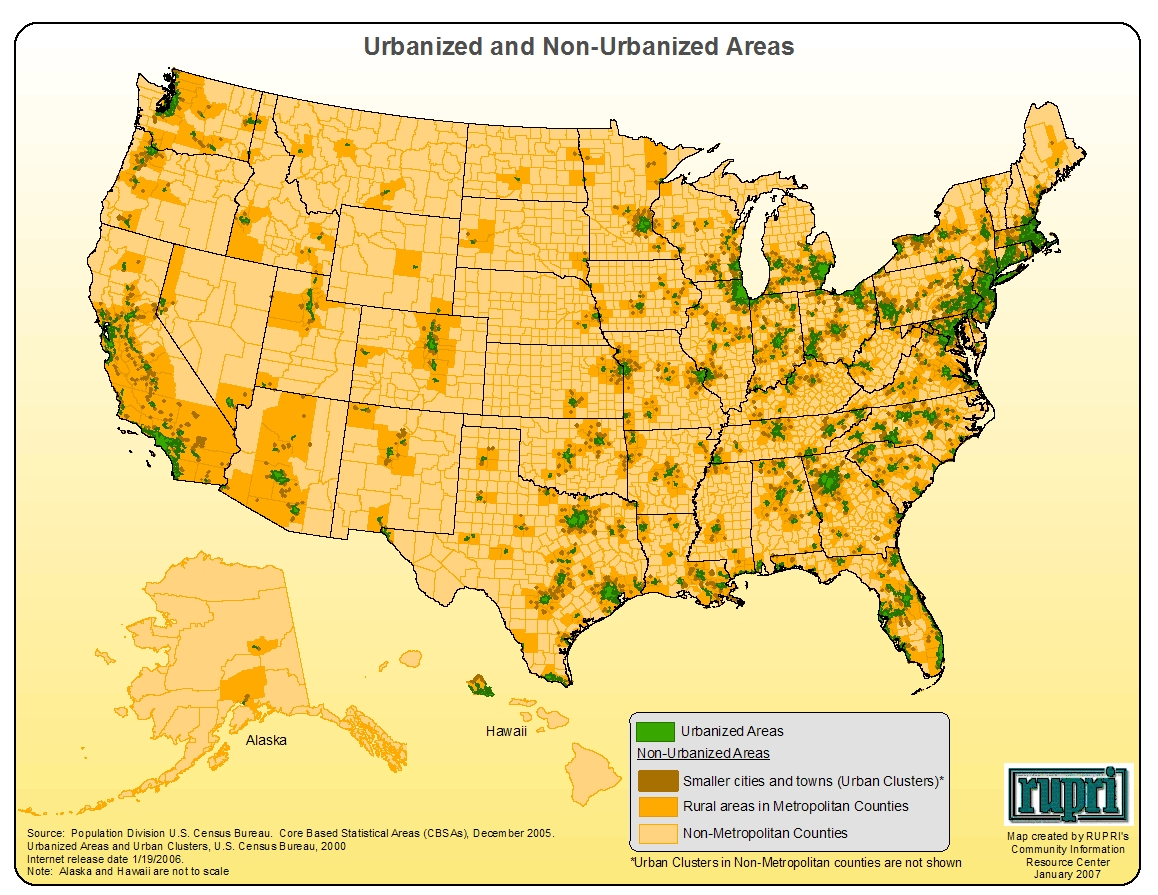 Urbanized and Non-Urbanized Areas
Alaska
Hawaii
Urbanized Areas
Non-Urbanized Areas
Smaller cities and towns (Urban Clusters)*
Rural areas in Metropolitan Counties
Non-Metropolitan Counties
*Urban Clusters in Non-Metropolitan counties are not shown
Source:  Population Division U.S. Census Bureau.  Core Based Statistical Areas (CBSAs), December 2005.
Urbanized Areas and Urban Clusters, U.S. Census Bureau, 2000
Internet release date 1/19/2006.
Note:  Alaska and Hawaii are not to scale
rupri
Map created by RUPRI's
Community Information
Resource Center
January 2007